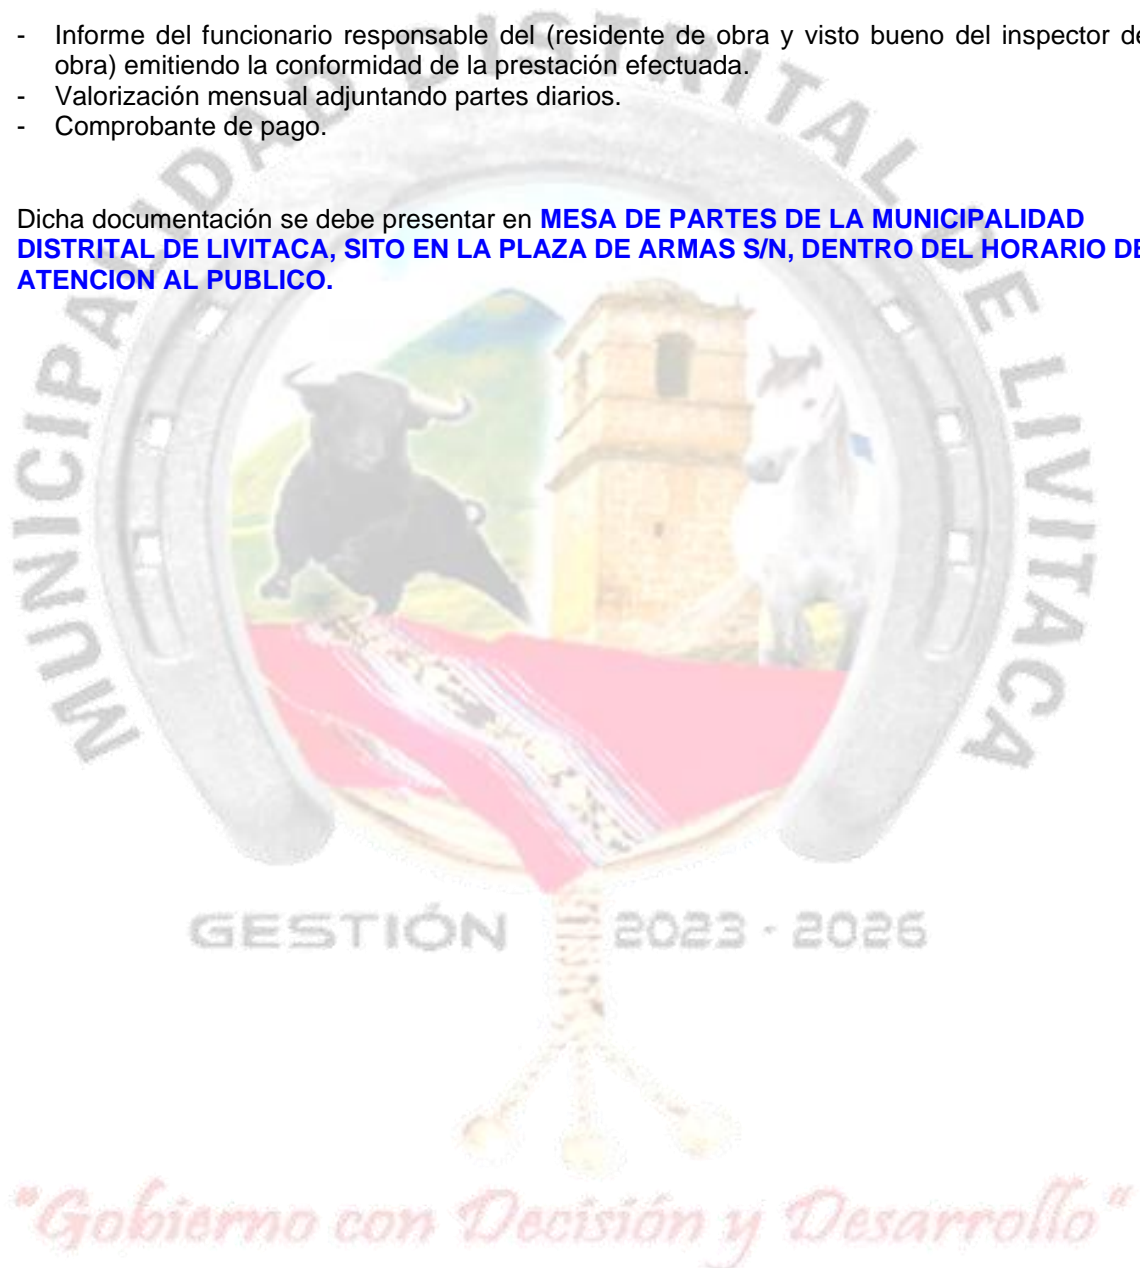 - Informe del funcionario responsable del (residente de obra y visto bueno del inspector de
obra) emitiendo la conformidad de la prestación efectuada.
- Valorización mensual adjuntando partes diarios.
- Comprobante de pago.
Dicha documentación se debe presentar en MESA DE PARTES DE LA MUNICIPALIDAD
DISTRITAL DE LIVITACA, SITO EN LA PLAZA DE ARMAS S/N, DENTRO DEL HORARIO DE
ATENCION AL PUBLICO.
MUNICIPALIDAD DISTRITAL DE LIVITACA
GESTIÓN 2023 - 2026
"Gobierno con Decisión y Desarrollo"